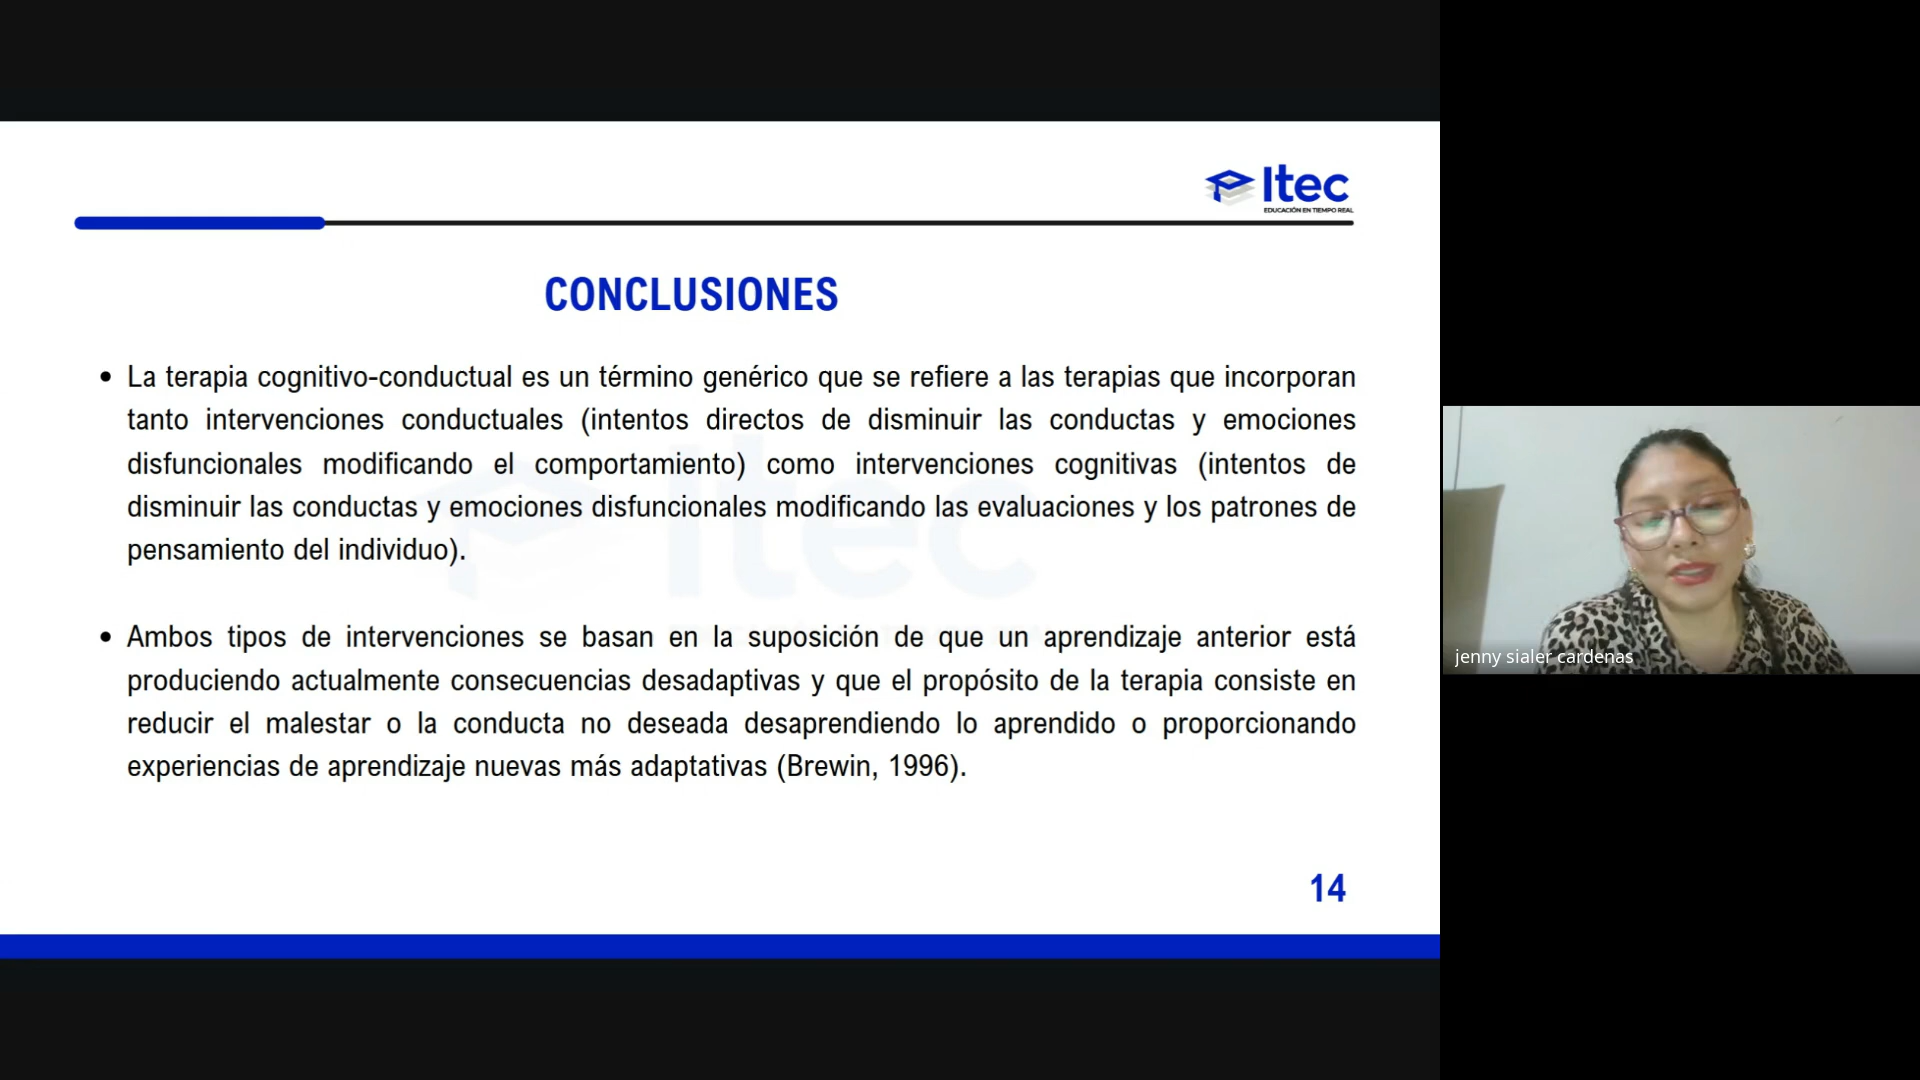 Itec
EDUCACIÓN EN TIEMPO REAL
CONCLUSIONES
• La terapia cognitivo-conductual es un término genérico que se refiere a las terapias que incorporan
tanto intervenciones conductuales (intentos directos de disminuir las conductas y emociones
disfuncionales modificando el comportamiento) como intervenciones cognitivas (intentos de
disminuir las conductas y emociones disfuncionales modificando las evaluaciones y los patrones de
pensamiento del individuo).
• Ambos tipos de intervenciones se basan en la suposición de que un aprendizaje anterior está
produciendo actualmente consecuencias desadaptivas y que el propósito de la terapia consiste en
reducir el malestar o la conducta no deseada desaprendiendo lo aprendido o proporcionando
experiencias de aprendizaje nuevas más adaptativas (Brewin, 1996).
Itec
14
jenny sialer cardenas